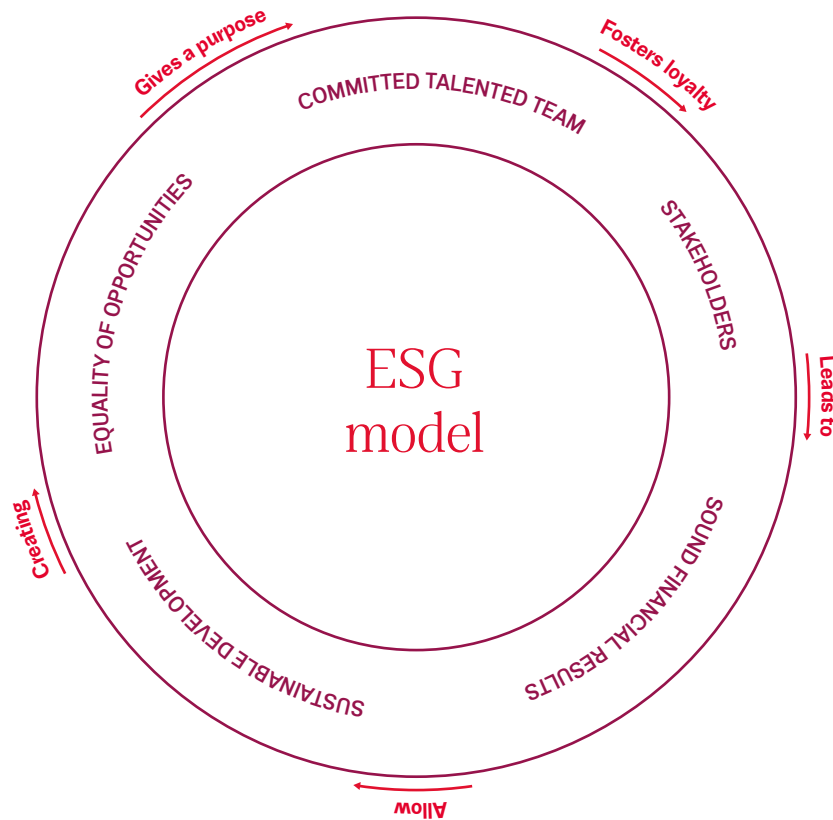 Gives a purpose
COMMITTED TALENTED TEAM
Fosters loyalty
STAKEHOLDERS
Leads to
SOUND FINANCIAL RESULTS
Allow
SUSTAINABLE DEVELOPMENT
Creating
EQUALITY OF OPPORTUNITIES
ESG
model